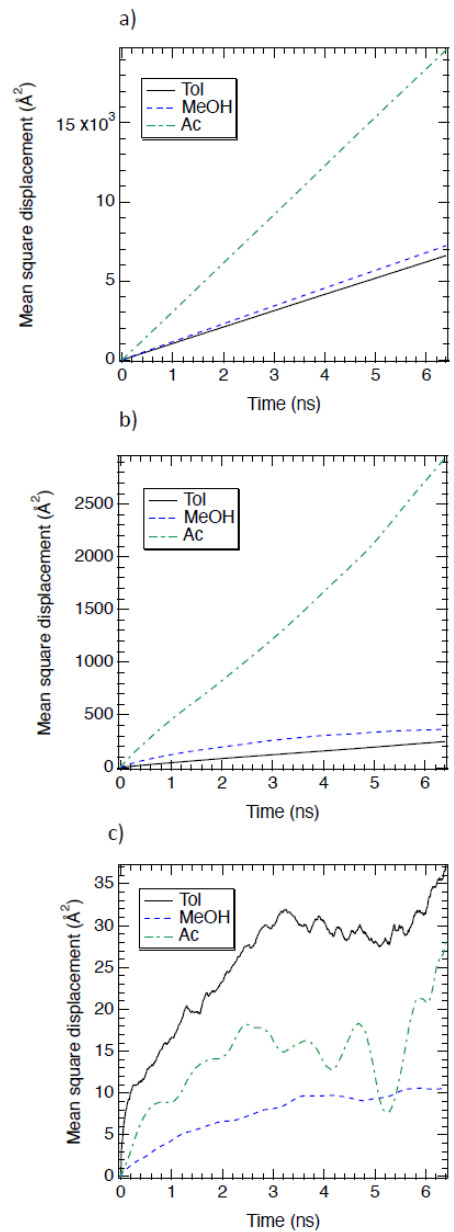 a)
Mean square displacement (Å²)
15 x10³
10
5
0
Tol
MeOH
Ac
0 1 2 3 4 5 6
Time (ns)
b)
Mean square displacement (Å²)
2500
2000
1500
1000
500
0
Tol
MeOH
Ac
0 1 2 3 4 5 6
Time (ns)
c)
Mean square displacement (Å²)
35
30
25
20
15
10
5
0
Tol
MeOH
Ac
0 1 2 3 4 5 6
Time (ns)